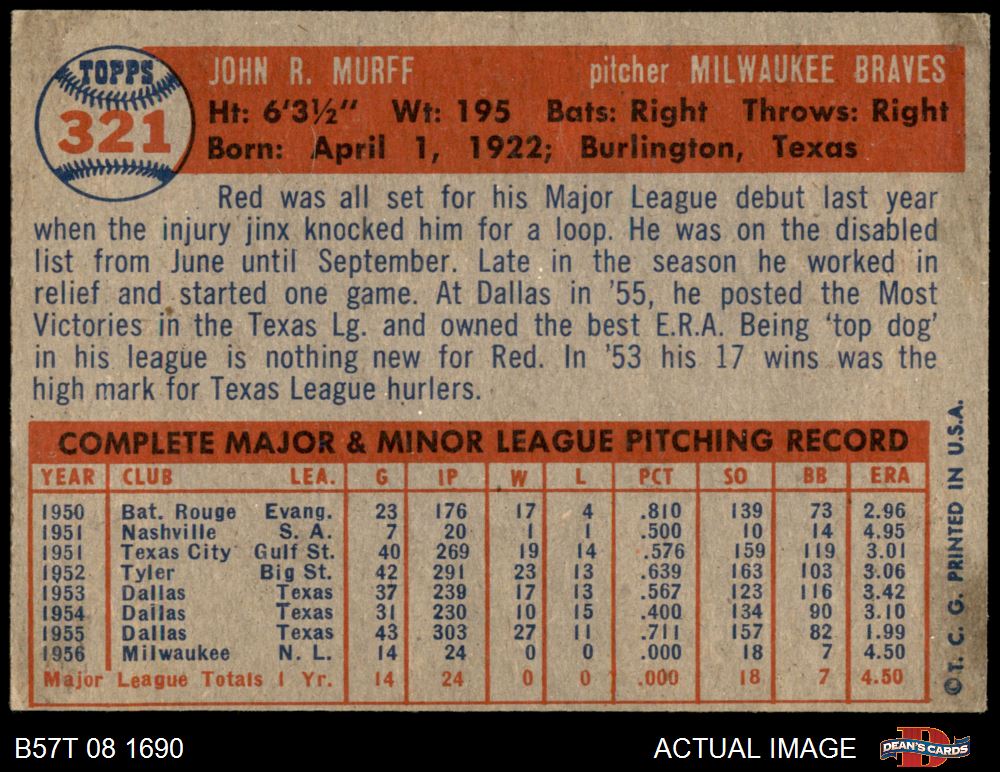 TOPPS
321
JOHN R. MURFF pitcher MILWAUKEE BRAVES
Ht: 6'3½" Wt: 195 Bats: Right Throws: Right
Born: April 1, 1922; Burlington, Texas
Red was all set for his Major League debut last year
when the injury jinx knocked him for a loop. He was on the disabled
list from June until September. Late in the season he worked in
relief and started one game. At Dallas in '55, he posted the Most
Victories in the Texas Lg. and owned the best E.R.A. Being 'top dog'
in his league is nothing new for Red. In '53 his 17 wins was the
high mark for Texas League hurlers.
COMPLETE MAJOR & MINOR LEAGUE PITCHING RECORD
YEAR CLUB LEA. G IP W L PCT SO BB ERA
1950 Bat. Rouge Evang. 23 176 17 4 .810 139 73 2.96
1951 Nashville S. A. 7 20 1 1 .500 10 14 4.95
1951 Texas City Gulf St. 40 269 19 14 .576 159 119 3.01
1952 Tyler Big St. 42 291 23 13 .639 163 103 3.06
1953 Dallas Texas 37 239 17 13 .567 123 116 3.42
1954 Dallas Texas 31 230 10 15 .400 134 90 3.10
1955 Dallas Texas 43 303 27 11 .711 157 82 1.99
1956 Milwaukee N. L. 14 24 0 0 .000 18 7 4.50
Major League Totals 1 Yr. 14 24 0 0 .000 18 7 4.50
©T. C. G. PRINTED IN U.S.A.
B57T 08 1690 ACTUAL IMAGE DEAN'S CARDS